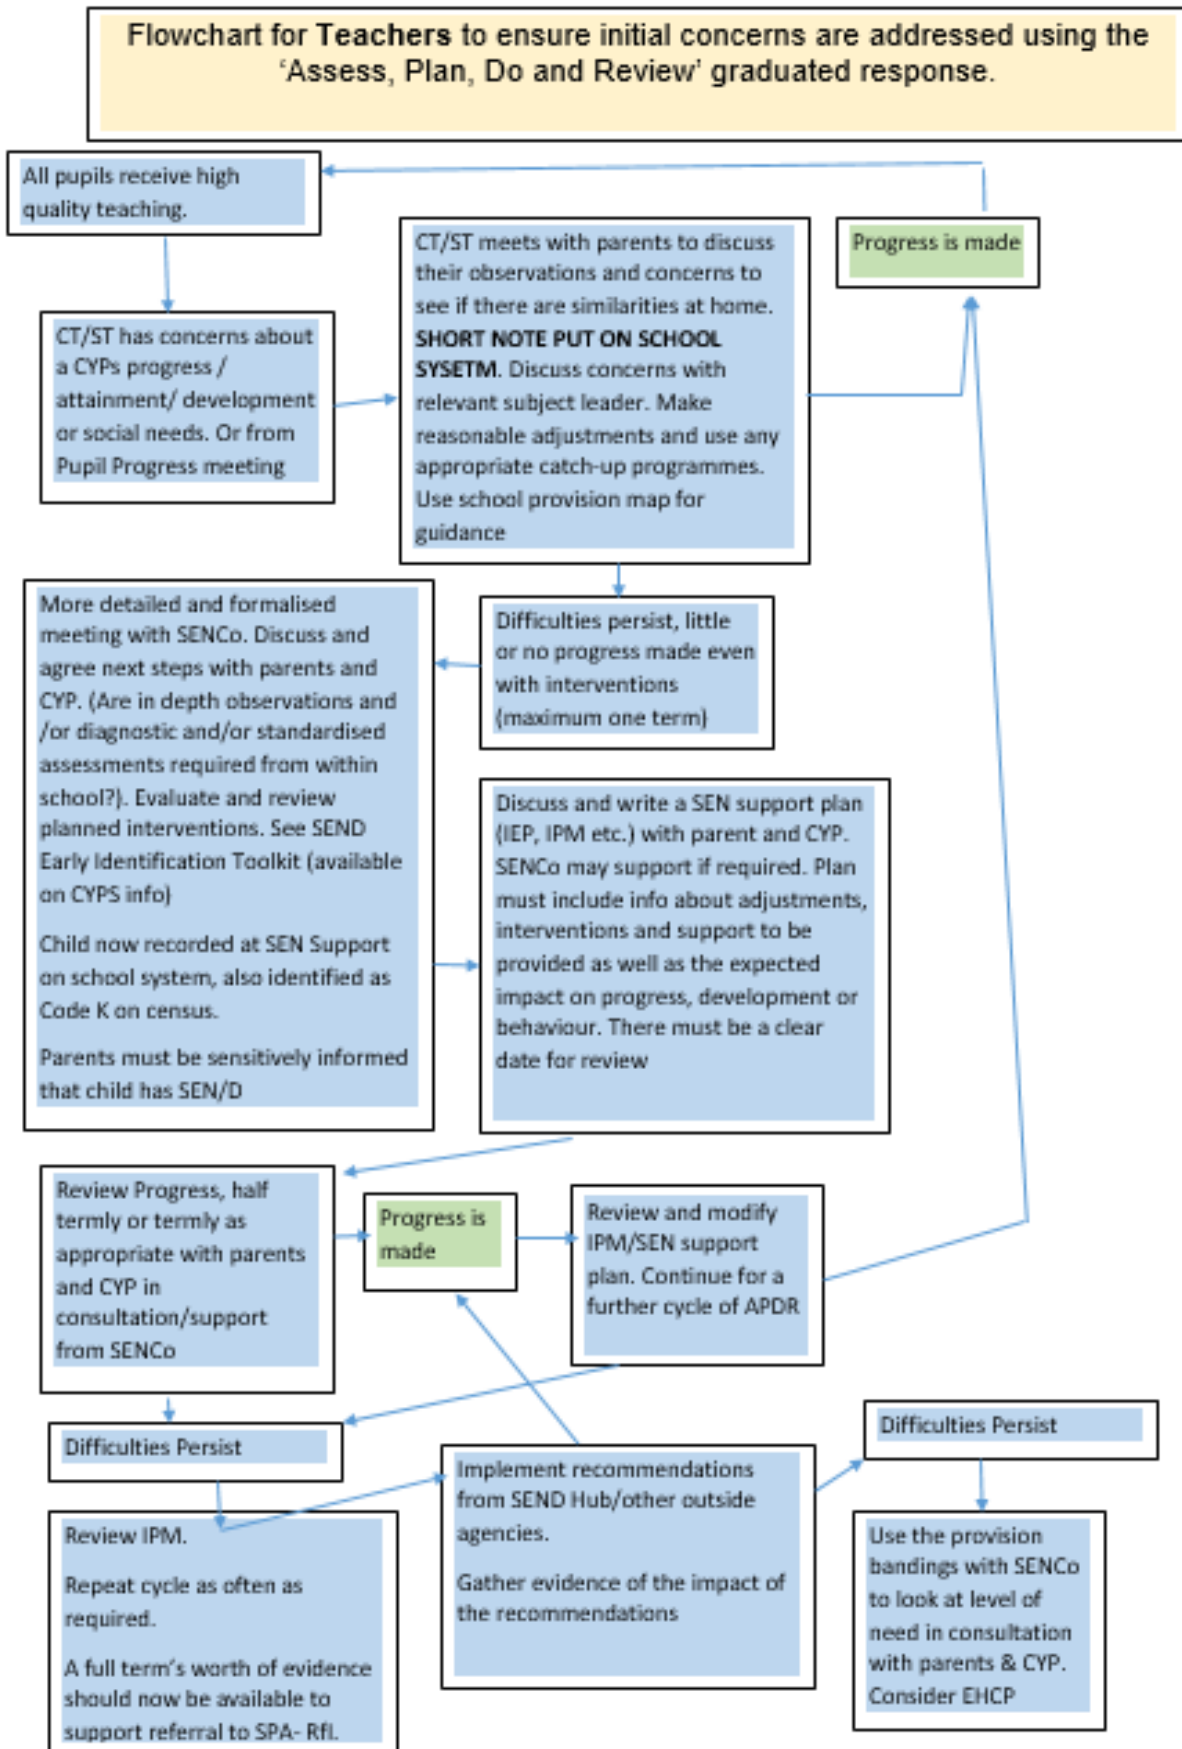 Flowchart for Teachers to ensure initial concerns are addressed using the
‘Assess, Plan, Do and Review’ graduated response.
All pupils receive high
quality teaching.
CT/ST has concerns about
a CYPs progress /
attainment/ development
or social needs. Or from
Pupil Progress meeting
CT/ST meets with parents to discuss
their observations and concerns to
see if there are similarities at home.
SHORT NOTE PUT ON SCHOOL
SYSETM. Discuss concerns with
relevant subject leader. Make
reasonable adjustments and use any
appropriate catch-up programmes.
Use school provision map for
guidance
Progress is made
Difficulties persist, little
or no progress made even
with interventions
(maximum one term)
More detailed and formalised
meeting with SENCo. Discuss and
agree next steps with parents and
CYP. (Are in depth observations and
/or diagnostic and/or standardised
assessments required from within
school?). Evaluate and review
planned interventions. See SEND
Early Identification Toolkit (available
on CYPS info)
Child now recorded at SEN Support
on school system, also identified as
Code K on census.
Parents must be sensitively informed
that child has SEN/D
Discuss and write a SEN support plan
(IEP, IPM etc.) with parent and CYP.
SENCo may support if required. Plan
must include info about adjustments,
interventions and support to be
provided as well as the expected
impact on progress, development or
behaviour. There must be a clear
date for review
Review Progress, half
termly or termly as
appropriate with parents
and CYP in
consultation/support
from SENCo
Progress is
made
Review and modify
IPM/SEN support
plan. Continue for a
further cycle of APDR
Difficulties Persist
Review IPM.
Repeat cycle as often as
required.
A full term’s worth of evidence
should now be available to
support referral to SPA- RfI.
Implement recommendations
from SEND Hub/other outside
agencies.
Gather evidence of the impact of
the recommendations
Difficulties Persist
Use the provision
bandings with SENCo
to look at level of
need in consultation
with parents & CYP.
Consider EHCP